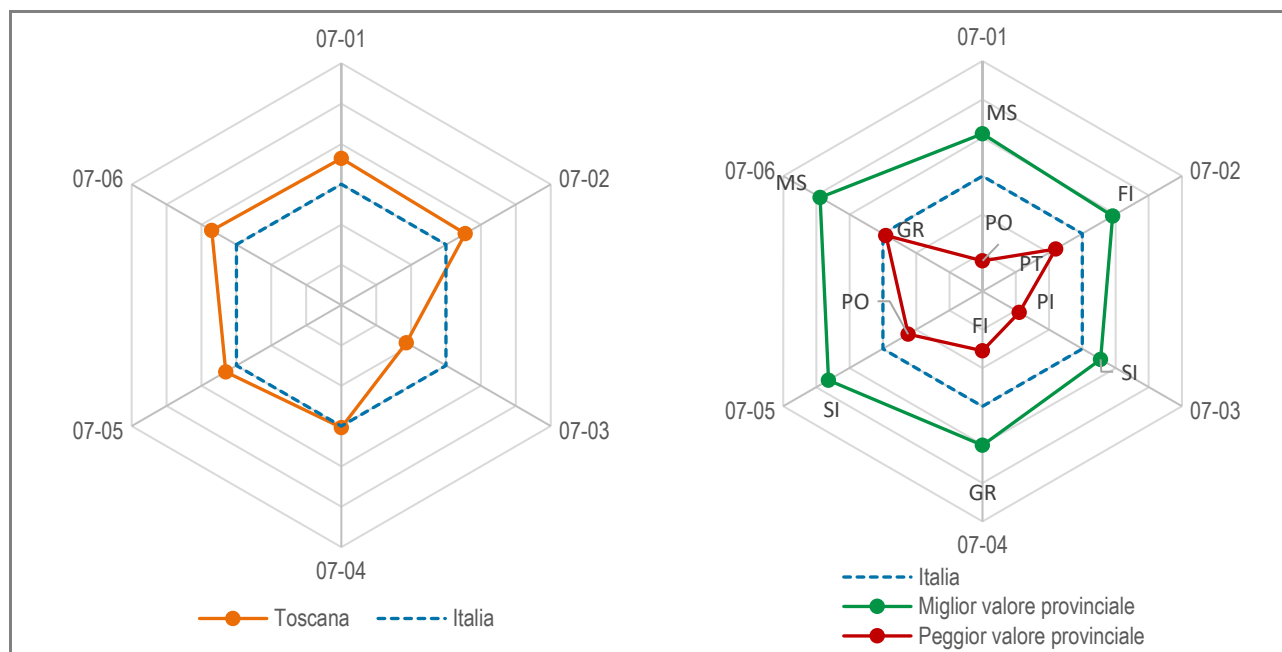 07-01
07-02
07-03
07-04
07-05
07-06
Toscana
Italia
07-01
MS
07-06
07-02
MS
FI
PO
GR
PT
PO
PI
FI
SI
07-05
SI
07-03
GR
07-04
Italia
Miglior valore provinciale
Peggior valore provinciale